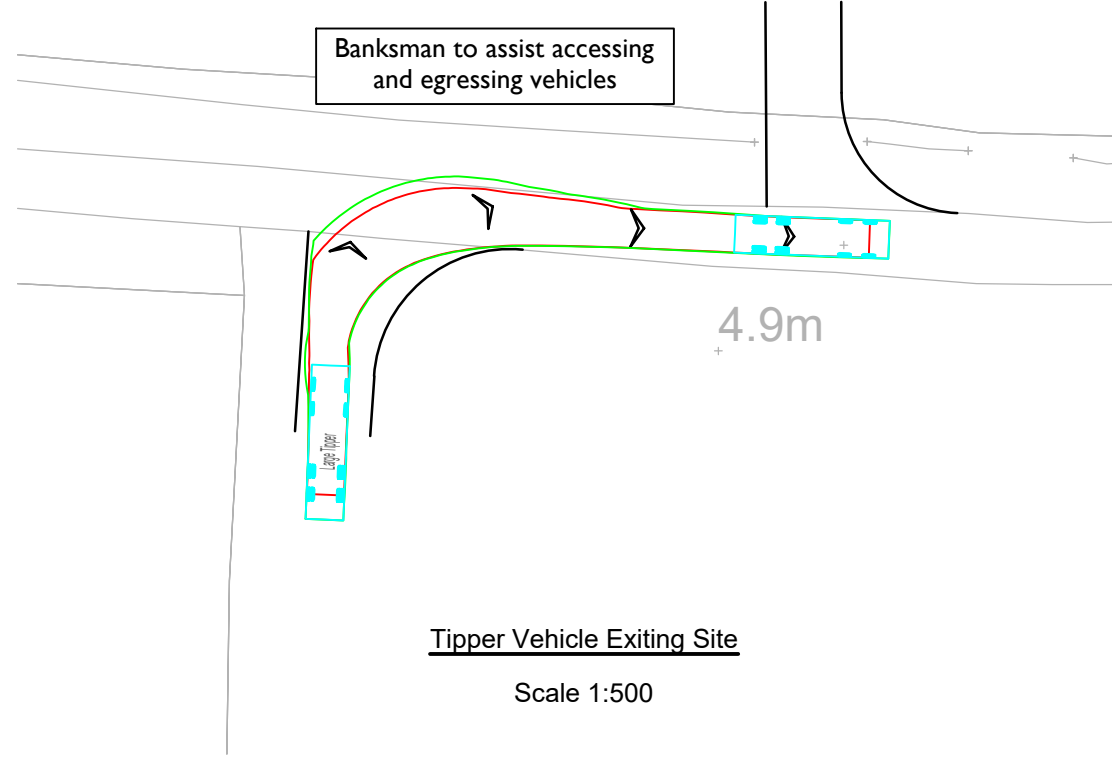 Banksman to assist accessing
and egressing vehicles
4.9m
Large Tipper
Tipper Vehicle Exiting Site
Scale 1:500